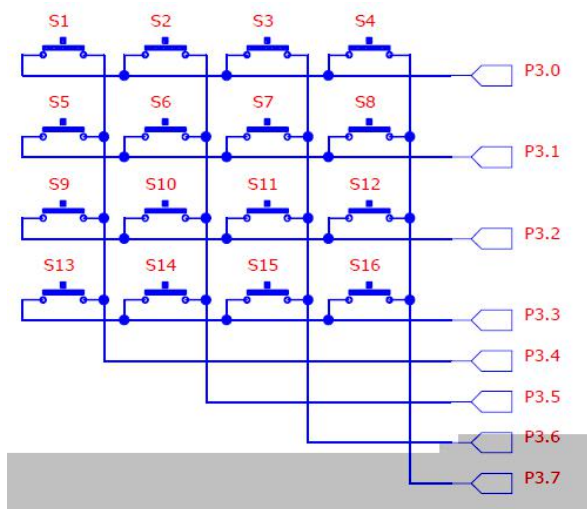 S1 S2 S3 S4
P3.0
S5 S6 S7 S8
P3.1
S9 S10 S11 S12
P3.2
S13 S14 S15 S16
P3.3
P3.4
P3.5
P3.6
P3.7